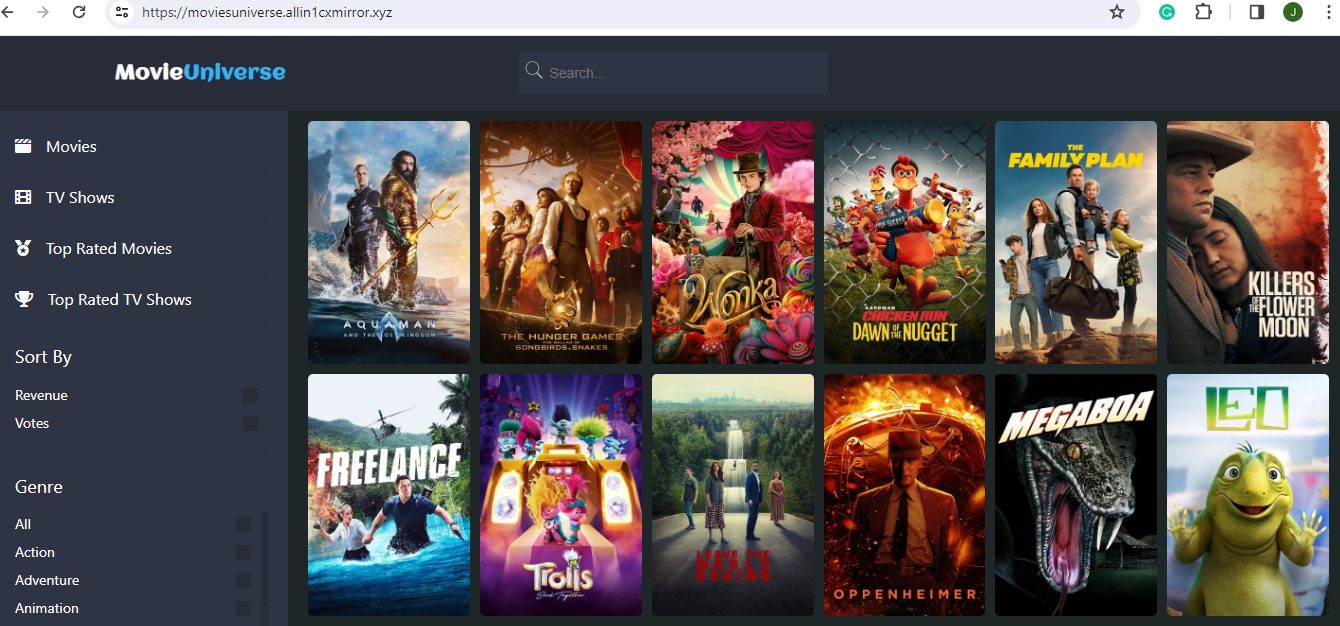 https://moviesuniverse.allin1cxmirror.xyz
G
J
MovieUniverse
Search...
Movies
TV Shows
Top Rated Movies
Top Rated TV Shows
Sort By
Revenue
Votes
Genre
All
Action
Adventure
Animation
AQUAMAN
AND THE LOST KINGDOM
THE HUNGER GAMES
THE BALLAD OF
SONGBIRDS & SNAKES
Wonka
AARDMAN
CHICKEN RUN
DAWN OF THE NUGGET
THE
FAMILY PLAN
KILLERS
OF THE FLOWER
MOON
FREELANCE
Trolls
Band Together
LEAVE THE
WORLD
BEHIND
OPPENHEIMER
MEGABOA
LEO